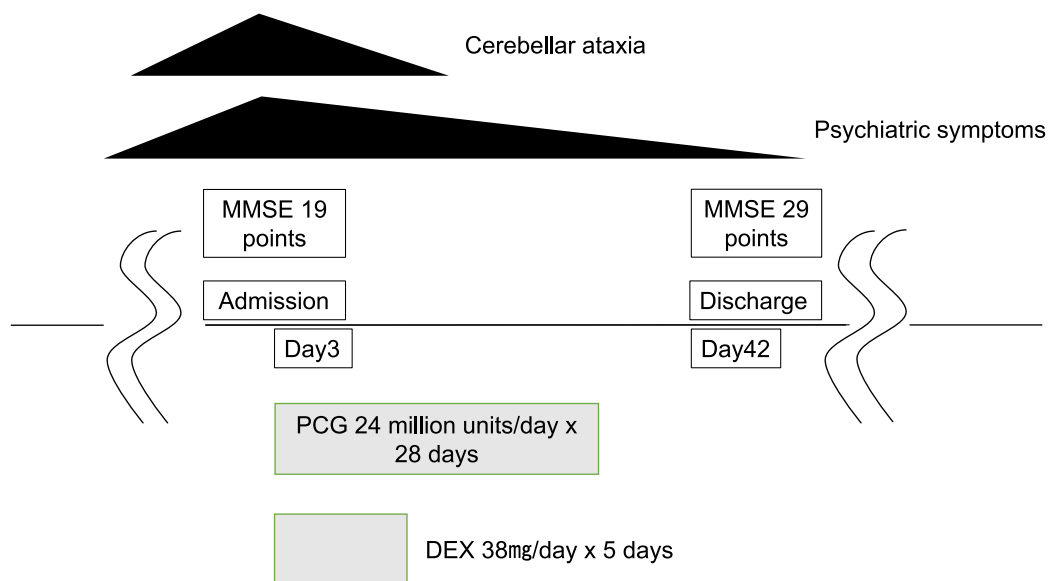 Cerebellar ataxia
Psychiatric symptoms
MMSE 19
points
MMSE 29
points
Admission
Discharge
Day3
Day42
PCG 24 million units/day x
28 days
DEX 38㎎/day x 5 days